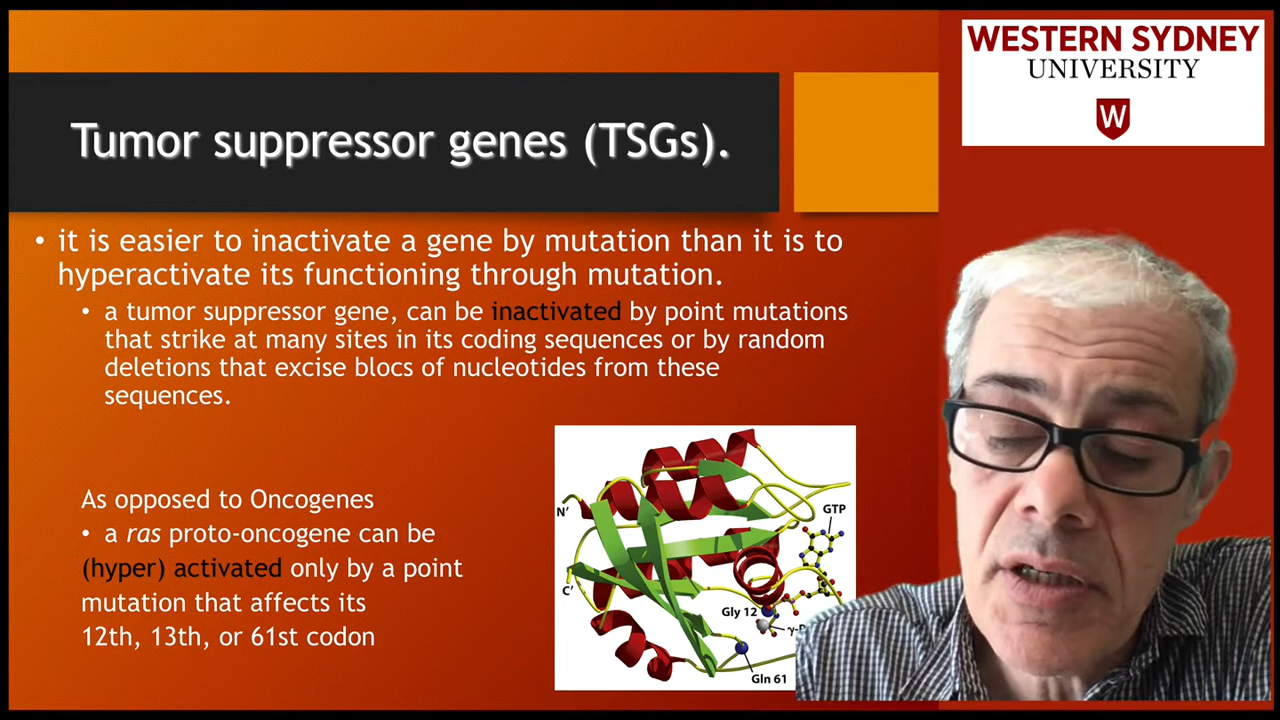 WESTERN SYDNEY
UNIVERSITY
W
Tumor suppressor genes (TSGs).
• it is easier to inactivate a gene by mutation than it is to
hyperactivate its functioning through mutation.
• a tumor suppressor gene, can be inactivated by point mutations
that strike at many sites in its coding sequences or by random
deletions that excise blocs of nucleotides from these
sequences.
As opposed to Oncogenes
• a ras proto-oncogene can be
(hyper) activated only by a point
mutation that affects its
12th, 13th, or 61st codon
N'
GTP
C'
Gly 12
Gln 61